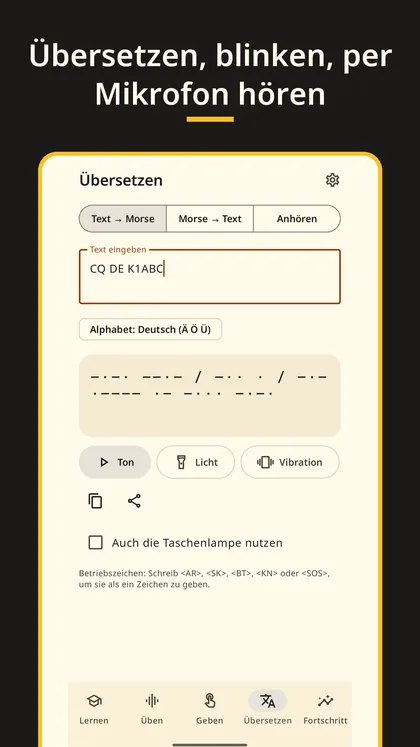 Übersetzen, blinken, per
Mikrofon hören
Übersetzen
Text → Morse
Morse → Text
Anhören
Text eingeben
CQ DE K1ABC
Alphabet: Deutsch (Ä Ö Ü)
−·−· −−·− / −·· · / −·−
·−−−− ·− −··· −·−·
Ton
Licht
Vibration
Auch die Taschenlampe nutzen
Betriebszeichen: Schreib <AR>, <SK>, <BT>, <KN> oder <SOS>,
um sie als ein Zeichen zu geben.
Lernen
Üben
Geben
Übersetzen
Fortschritt